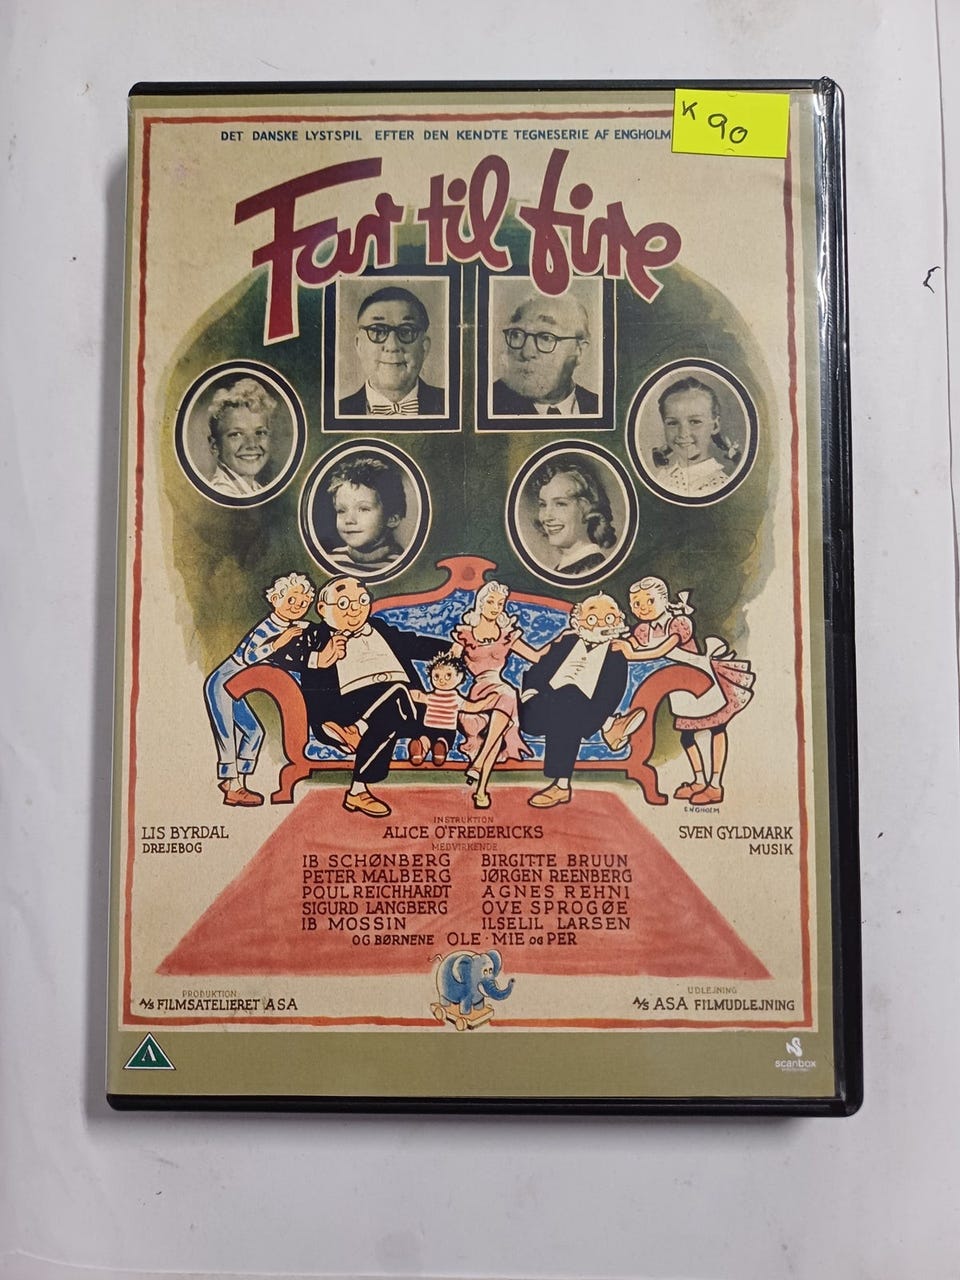 DET DANSKE LYSTSPIL EFTER DEN KENDTE TEGNESERIE AF ENGHOLM
K 90
Far til fire
ENGHOLM
LIS BYRDAL
DREJEBOG
INSTRUKTION
ALICE O'FREDERICKS
MEDVIRKENDE
SVEN GYLDMARK
MUSIK
IB SCHØNBERG BIRGITTE BRUUN
PETER MALBERG JØRGEN REENBERG
POUL REICHHARDT AGNES REHNI
SIGURD LANGBERG OVE SPROGØE
IB MOSSIN ILSELIL LARSEN
OG BØRNENE OLE · MIE OG PER
PRODUKTION
A/S FILMSATELIERET ASA
UDLEJNING
A/S ASA FILMUDLEJNING
A
scanbox